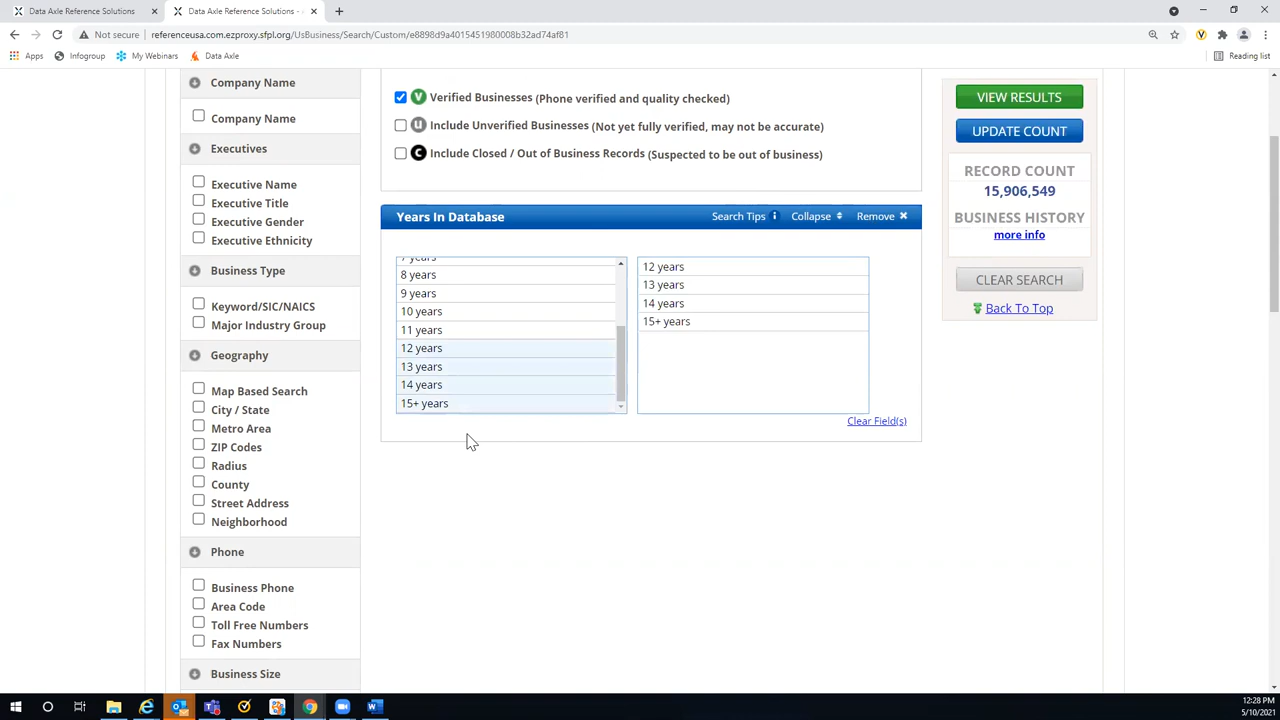 Data Axle Reference Solutions
Data Axle Reference Solutions - 
Not secure
referenceusa.com.ezproxy.sfpl.org/UsBusiness/Search/Custom/e8898d9a4015451980008b32ad74af81
Apps
Infogroup
My Webinars
Data Axle
Reading list
Company Name
Company Name
Executives
Executive Name
Executive Title
Executive Gender
Executive Ethnicity
Business Type
Keyword/SIC/NAICS
Major Industry Group
Geography
Map Based Search
City / State
Metro Area
ZIP Codes
Radius
County
Street Address
Neighborhood
Phone
Business Phone
Area Code
Toll Free Numbers
Fax Numbers
Business Size
V Verified Businesses (Phone verified and quality checked)
u Include Unverified Businesses (Not yet fully verified, may not be accurate)
C Include Closed / Out of Business Records (Suspected to be out of business)
Years In Database
Search Tips i
Collapse
Remove
7 years
8 years
9 years
10 years
11 years
12 years
13 years
14 years
15+ years
12 years
13 years
14 years
15+ years
Clear Field(s)
VIEW RESULTS
UPDATE COUNT
RECORD COUNT
15,906,549
BUSINESS HISTORY
more info
CLEAR SEARCH
Back To Top
12:28 PM
5/10/2021